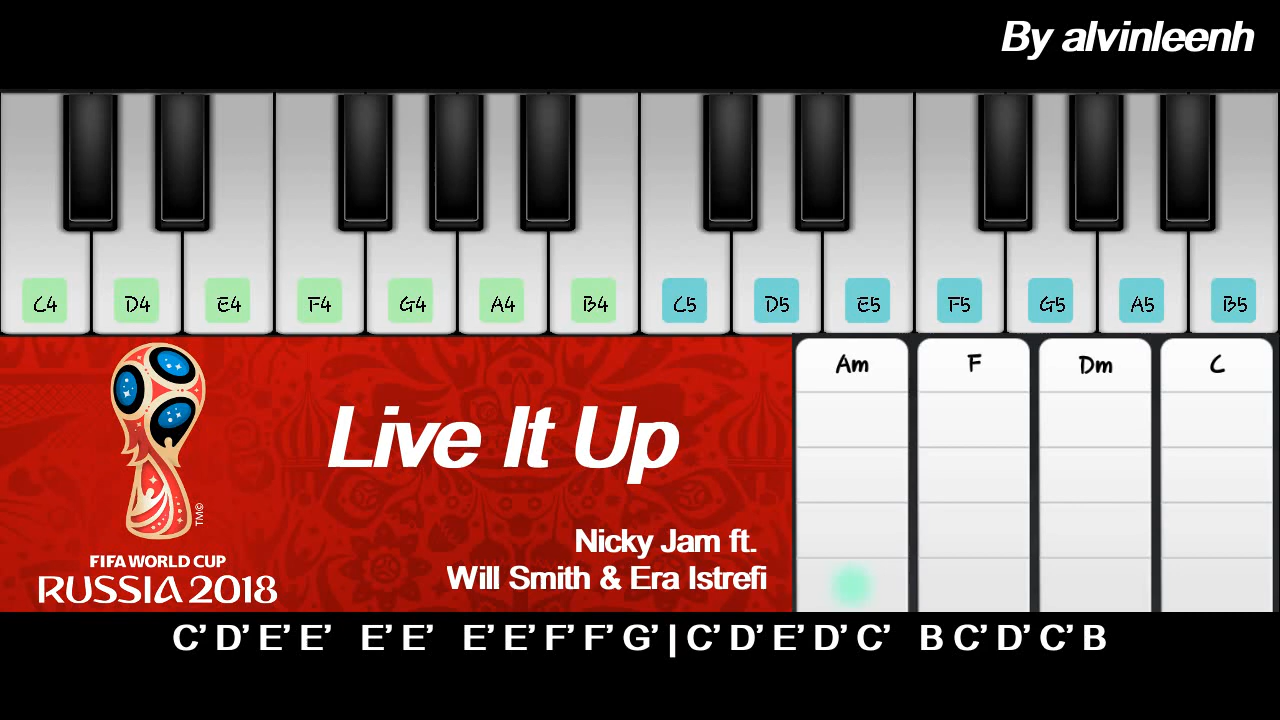 By alvinleenh
C4 D4 E4 F4 G4 A4 B4 C5 D5 E5 F5 G5 A5 B5
Am F Dm C
Live It Up
TM©
Nicky Jam ft.
Will Smith & Era Istrefi
FIFA WORLD CUP
RUSSIA 2018
C’ D’ E’ E’   E’ E’   E’ E’ F’ F’ G’ | C’ D’ E’ D’ C’   B C’ D’ C’ B